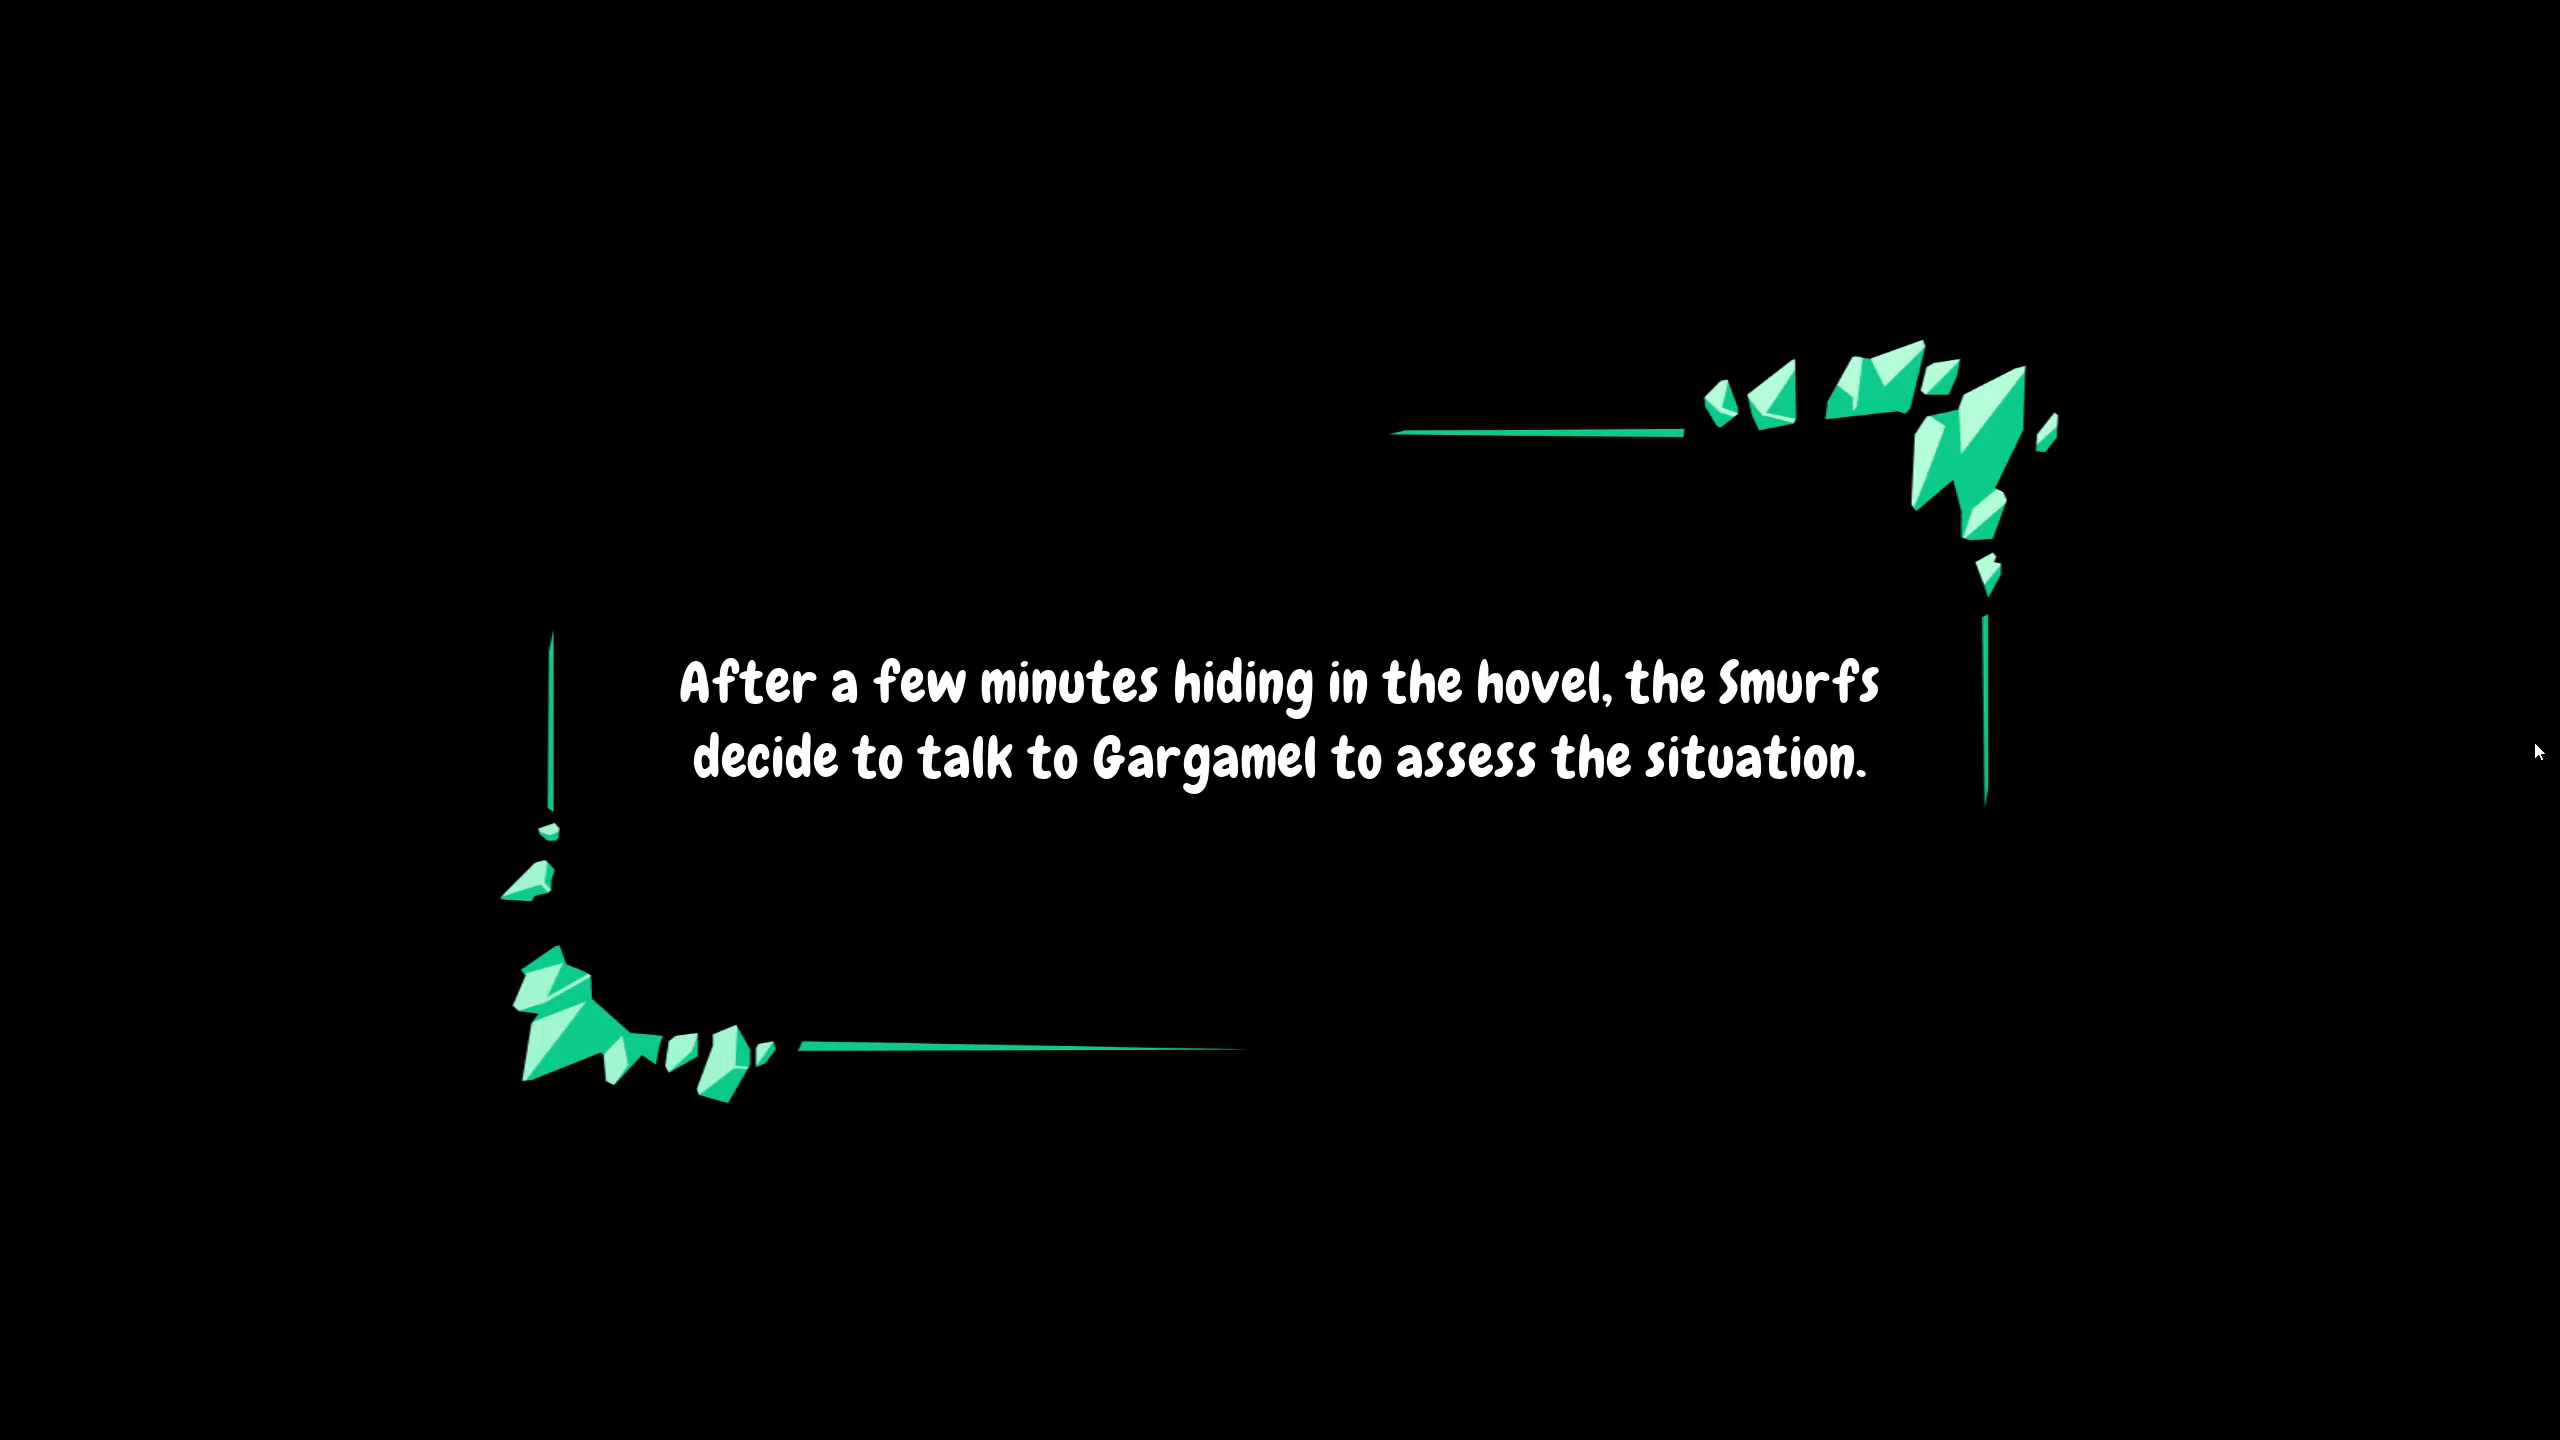 After a few minutes hiding in the hovel, the Smurfs
decide to talk to Gargamel to assess the situation.